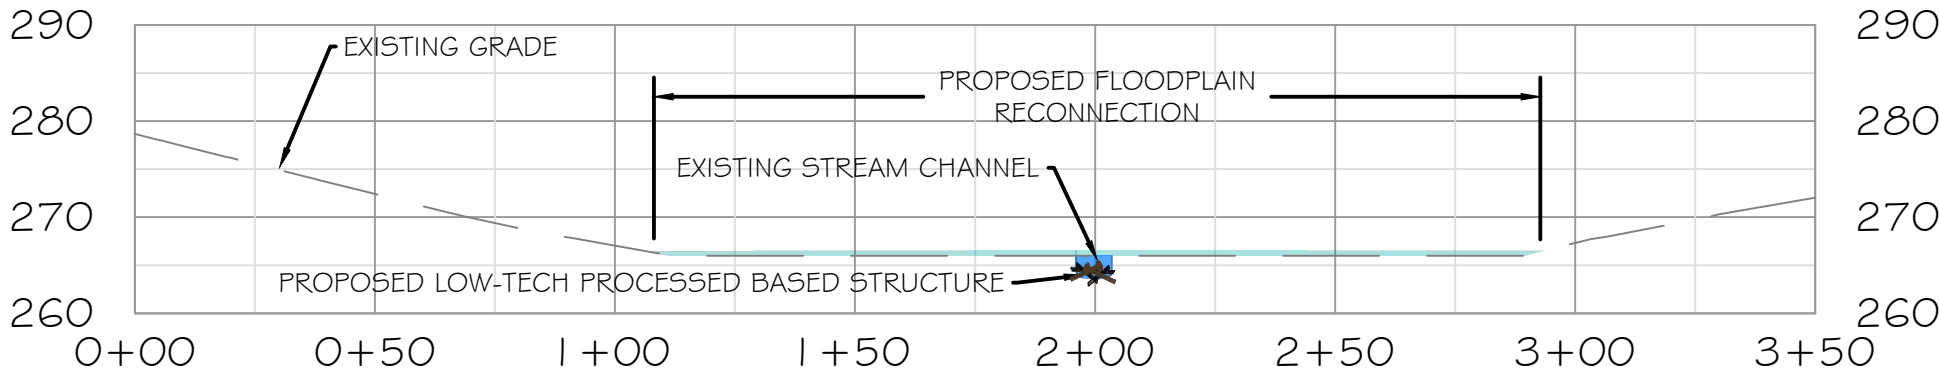 290 290
EXISTING GRADE
PROPOSED FLOODPLAIN
RECONNECTION
280 280
EXISTING STREAM CHANNEL
270 270
PROPOSED LOW-TECH PROCESSED BASED STRUCTURE
260 260
0+00 0+50 1+00 1+50 2+00 2+50 3+00 3+50